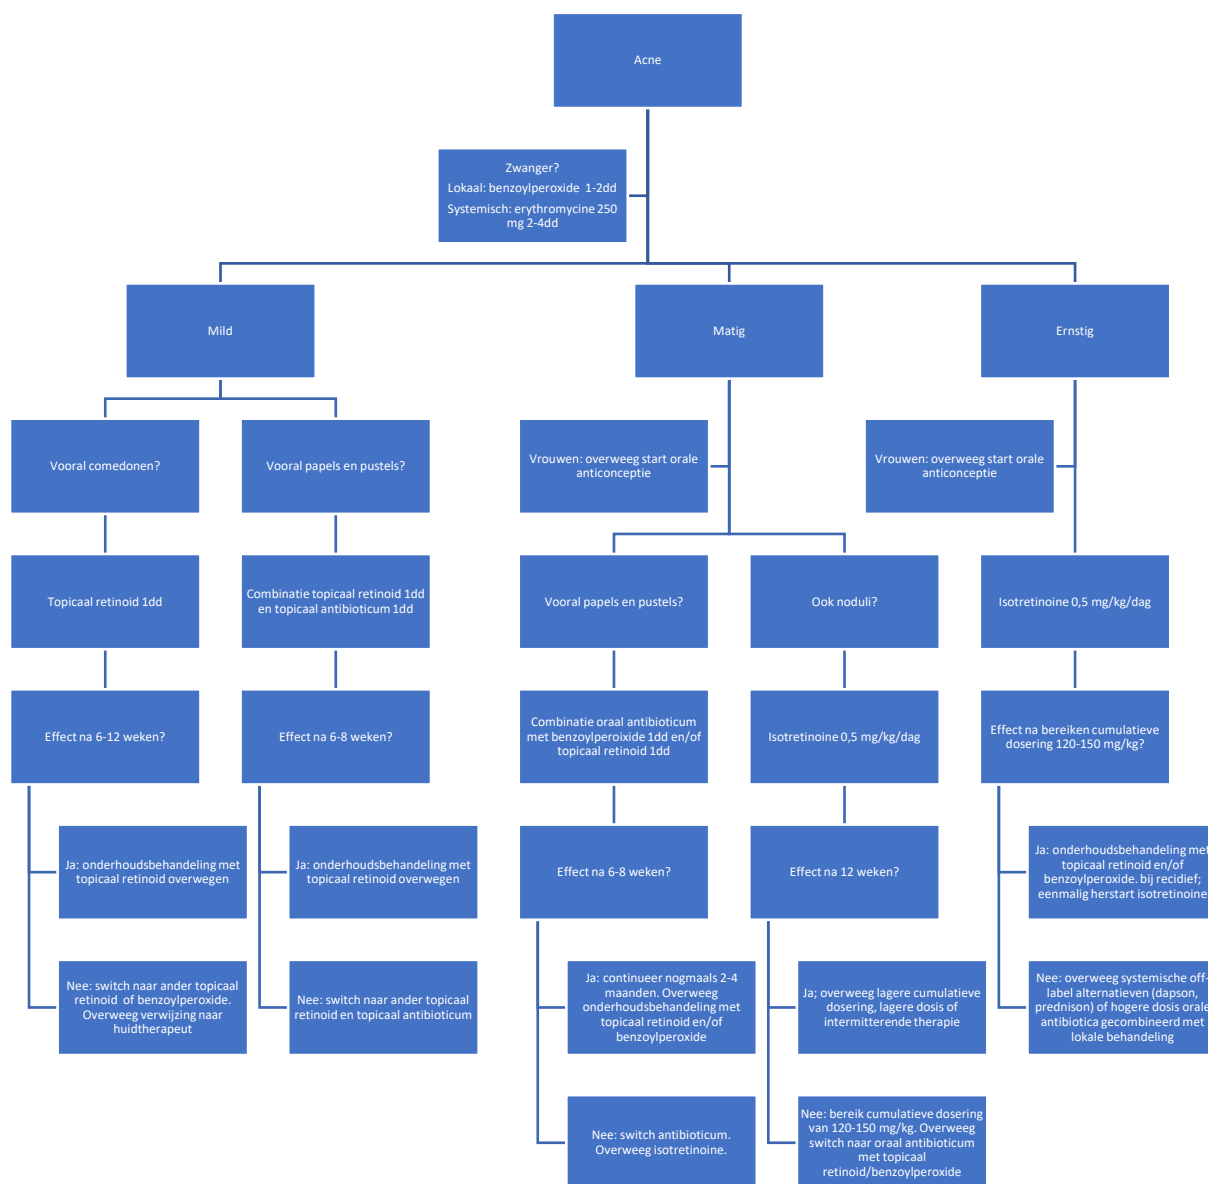 Acne
Zwanger?
Lokaal: benzoylperoxide 1-2dd
Systemisch: erythromycine 250
mg 2-4dd
Mild
Matig
Ernstig
Vooral comedonen?
Vooral papels en pustels?
Vrouwen: overweeg start orale
anticonceptie
Vrouwen: overweeg start orale
anticonceptie
Topicaal retinoid 1dd
Combinatie topicaal retinoid 1dd
en topicaal antibioticum 1dd
Vooral papels en pustels?
Ook noduli?
Isotretinoine 0,5 mg/kg/dag
Effect na 6-12 weken?
Effect na 6-8 weken?
Combinatie oraal antibioticum
met benzoylperoixide 1dd en/of
topicaal retinoid 1dd
Isotretinoine 0,5 mg/kg/dag
Effect na bereiken cumulatieve
dosering 120-150 mg/kg?
Ja: onderhoudsbehandeling met
topicaal retinoid overwegen
Ja: onderhoudsbehandeling met
topicaal retinoid overwegen
Effect na 6-8 weken?
Effect na 12 weken?
Ja: onderhoudsbehandeling met
topicaal retinoid en/of
benzoylperoxide. bij recidief;
eenmalig herstart isotretinoine
Nee: switch naar ander topicaal
retinoid of benzoylperoxide.
Overweeg verwijzing naar
huidtherapeut
Nee: switch naar ander topicaal
retinoid en topicaal antibioticum
Ja: continueer nogmaals 2-4
maanden. Overweeg
onderhoudsbehandeling met
topicaal retinoid en/of
benzoylperoxide
Ja; overweeg lagere cumulatieve
dosering, lagere dosis of
intermitterende therapie
Nee: overweeg systemische off-
label alternatieven (dapson,
prednison) of hogere dosis orale
antibiotica gecombineerd met
lokale behandeling
Nee: switch antibioticum.
Overweeg isotretinoine.
Nee: bereik cumulatieve dosering
van 120-150 mg/kg. Overweeg
switch naar oraal antibioticum
met topicaal
retinoid/benzoylperoxide